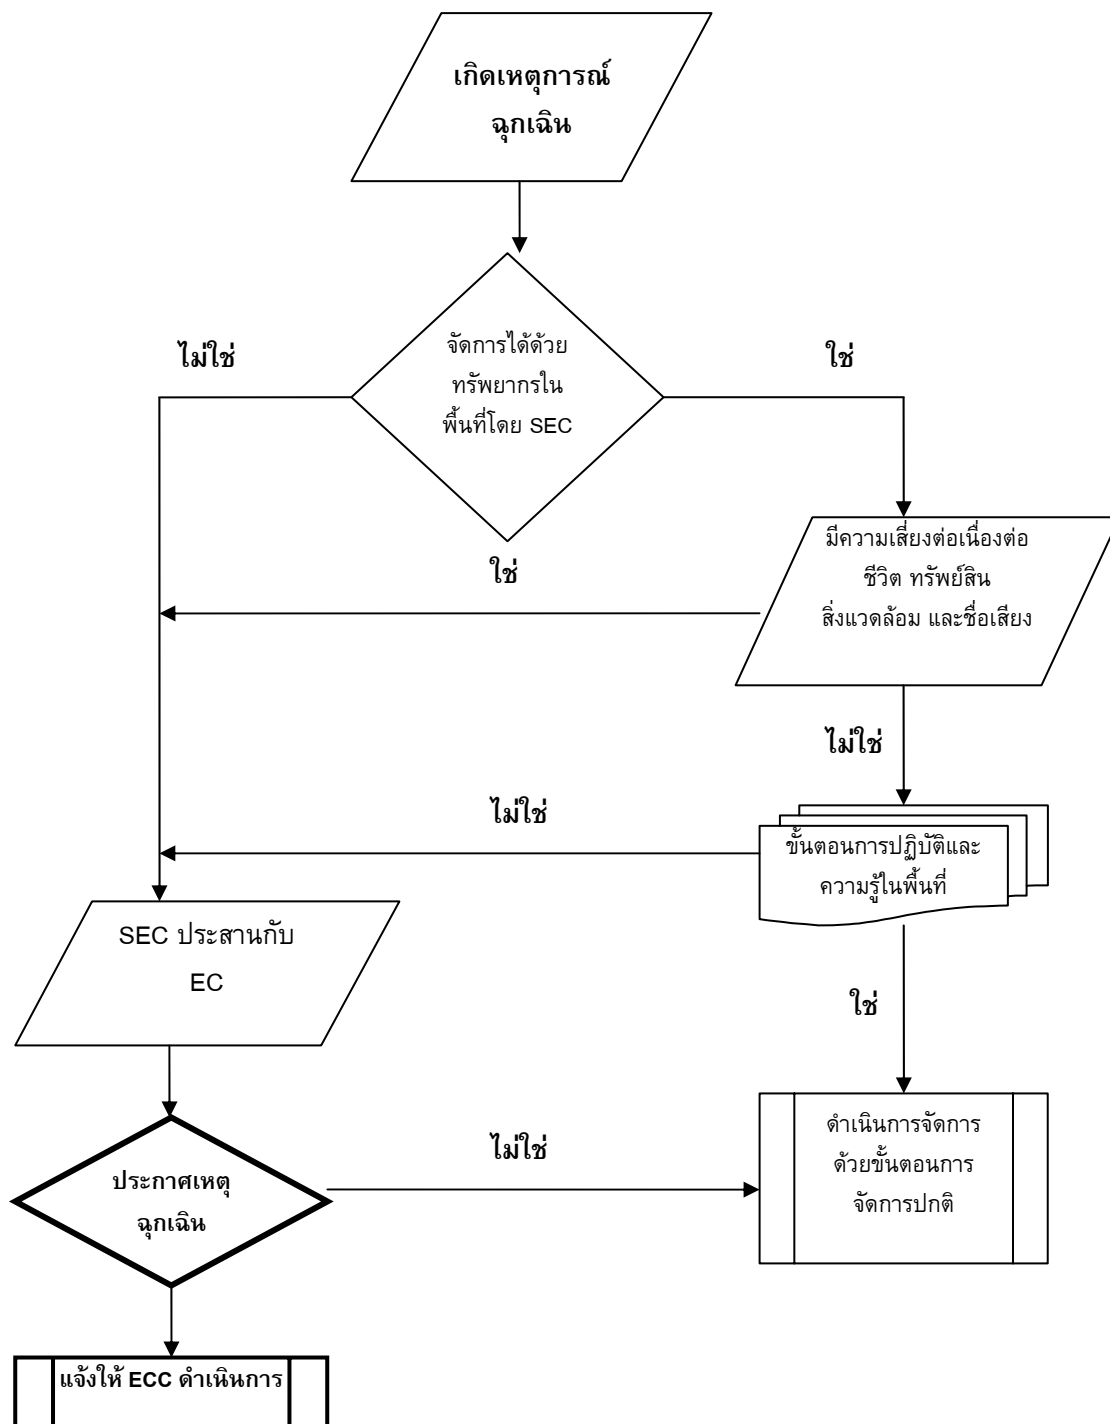 เกิดเหตุการณ์
ฉุกเฉิน
ไม่ใช่
จัดการได้ด้วย
ทรัพยากรใน
พื้นที่โดย SEC
ใช่
มีความเสี่ยงต่อเนื่องต่อ
ชีวิต ทรัพย์สิน
สิ่งแวดล้อม และชื่อเสียง
ใช่
ไม่ใช่
ไม่ใช่
ขั้นตอนการปฏิบัติและ
ความรู้ในพื้นที่
SEC ประสานกับ
EC
ใช่
ประกาศเหตุ
ฉุกเฉิน
ไม่ใช่
ดำเนินการจัดการ
ด้วยขั้นตอนการ
จัดการปกติ
แจ้งให้ ECC ดำเนินการ